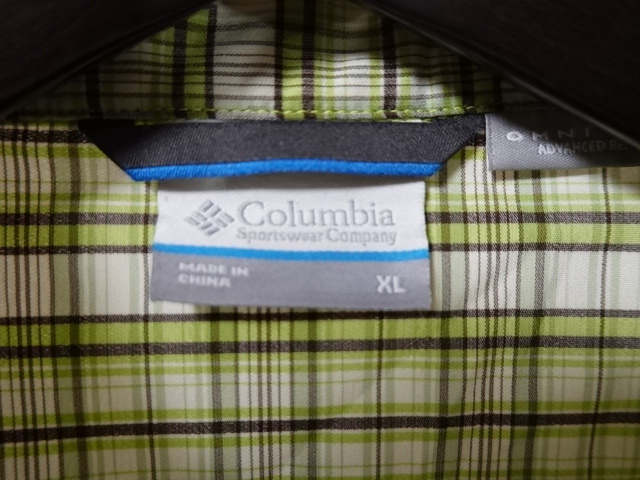 Columbia
Sportswear Company
MADE IN
CHINA
XL
OMNI
ADVANCED